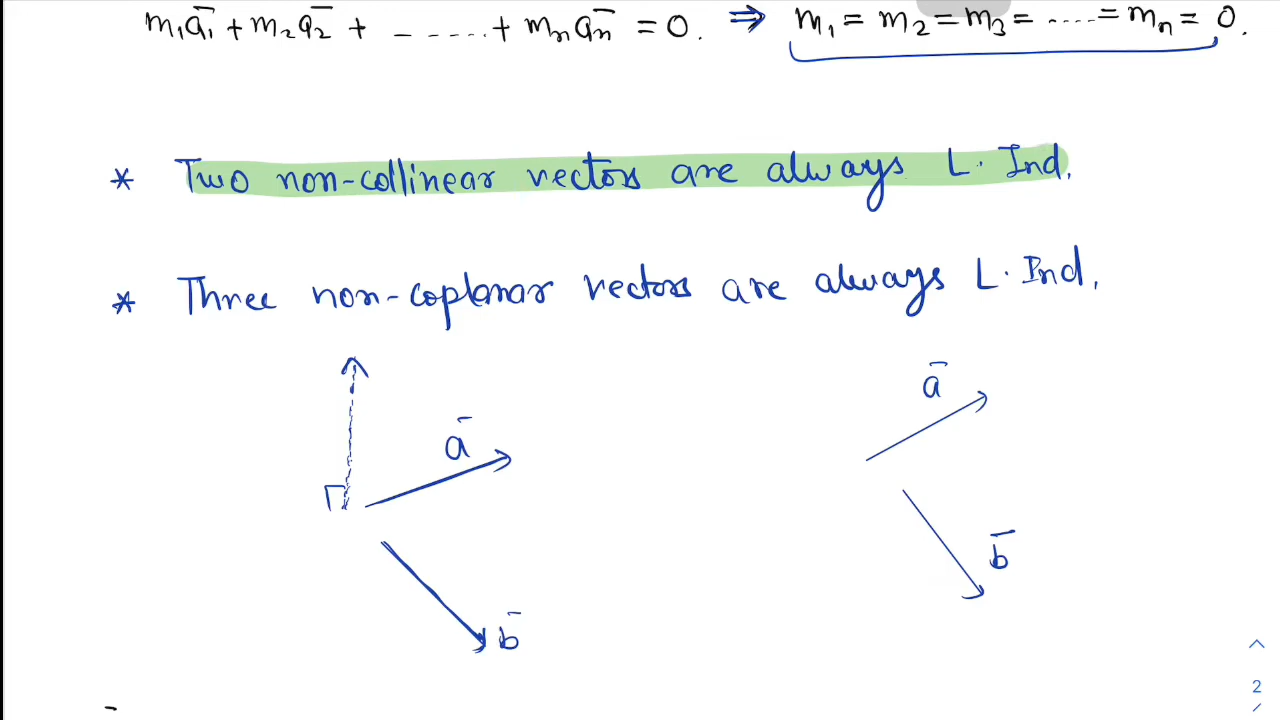 m₁a̅₁ + m₂a̅₂ + - - ..... + mₙa̅ₙ = 0. ⇒ m₁ = m₂ = m₃ = ..... = mₙ = 0.
* Two non-collinear vectors are always L. Ind.
* Three non-coplanar vectors are always L. Ind.
a̅
a̅
b̅
b̅
2